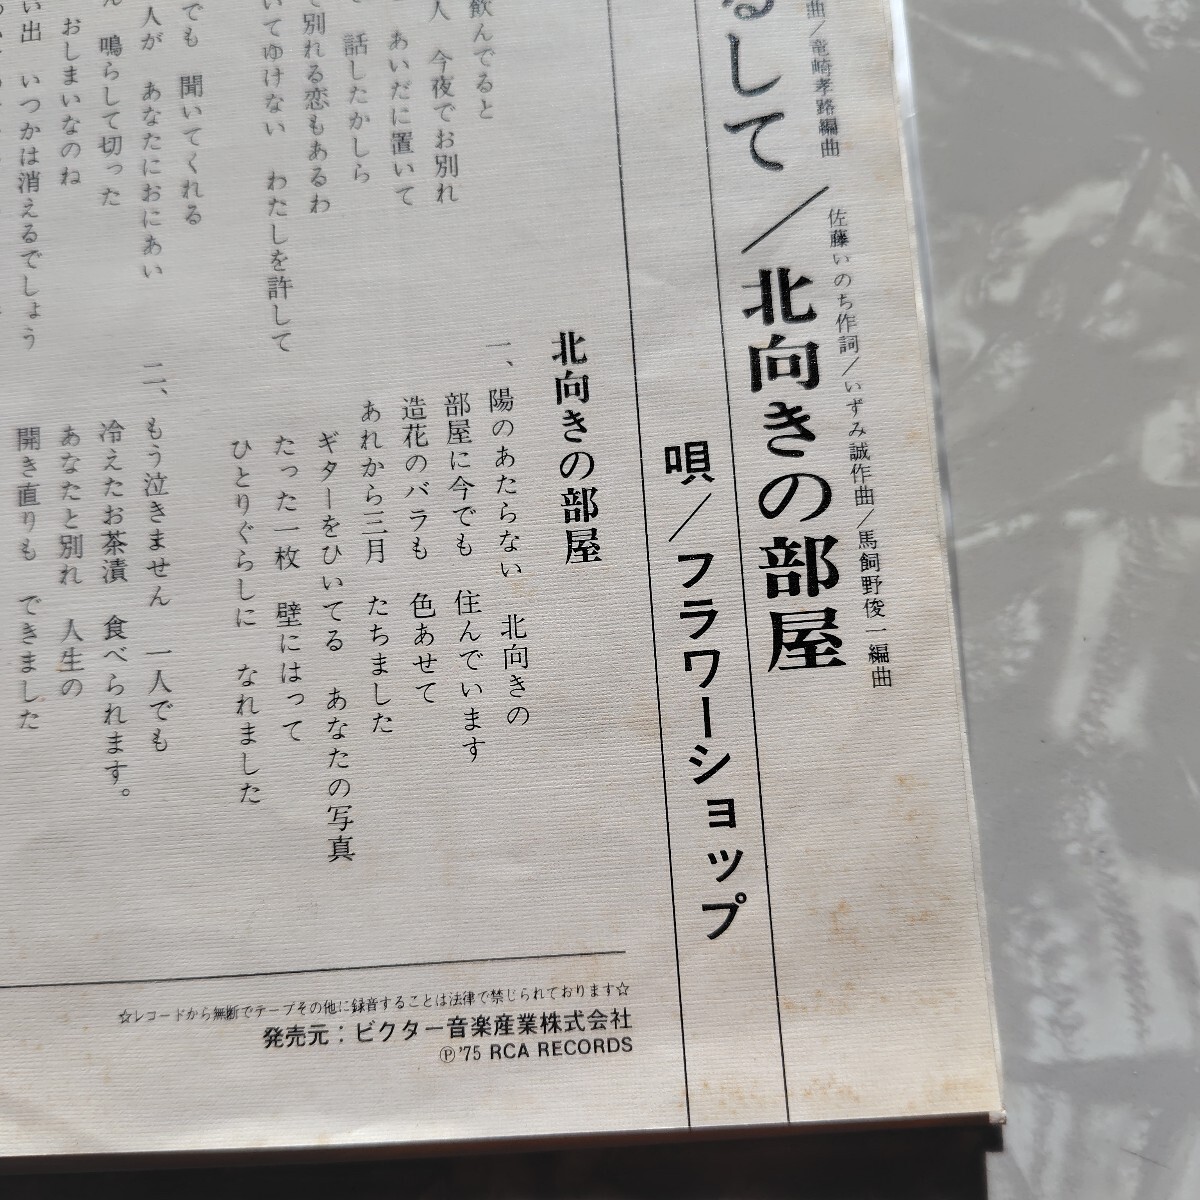 曲/竜崎孝路編曲
るして/北向きの部屋
佐藤いのち作詞/いずみ誠作曲/馬飼野俊一編曲
唄/フラワーショップ
飲んでると
人 今夜でお別れ
あいだに置いて
話したかしら
で別れる恋もあるわ
いてゆけない わたしを許して
でも 聞いてくれる
人が あなたにおにあい
鳴らして切った
おしまいなのね
い出 いつかは消えるでしょう
北向きの部屋
一、陽のあたらない 北向きの
部屋に今でも 住んでいます
造花のバラも 色あせて
あれから三月 たちました
ギターをひいてる あなたの写真
たった一枚 壁にはって
ひとりぐらしに なれました
二、もう泣きません 一人でも
冷えたお茶漬 食べられます。
あなたと別れ 人生の
開き直りも できました
☆レコードから無断でテープその他に録音することは法律で禁じられております☆
発売元:ビクター音楽産業株式会社
Ⓟ'75 RCA RECORDS